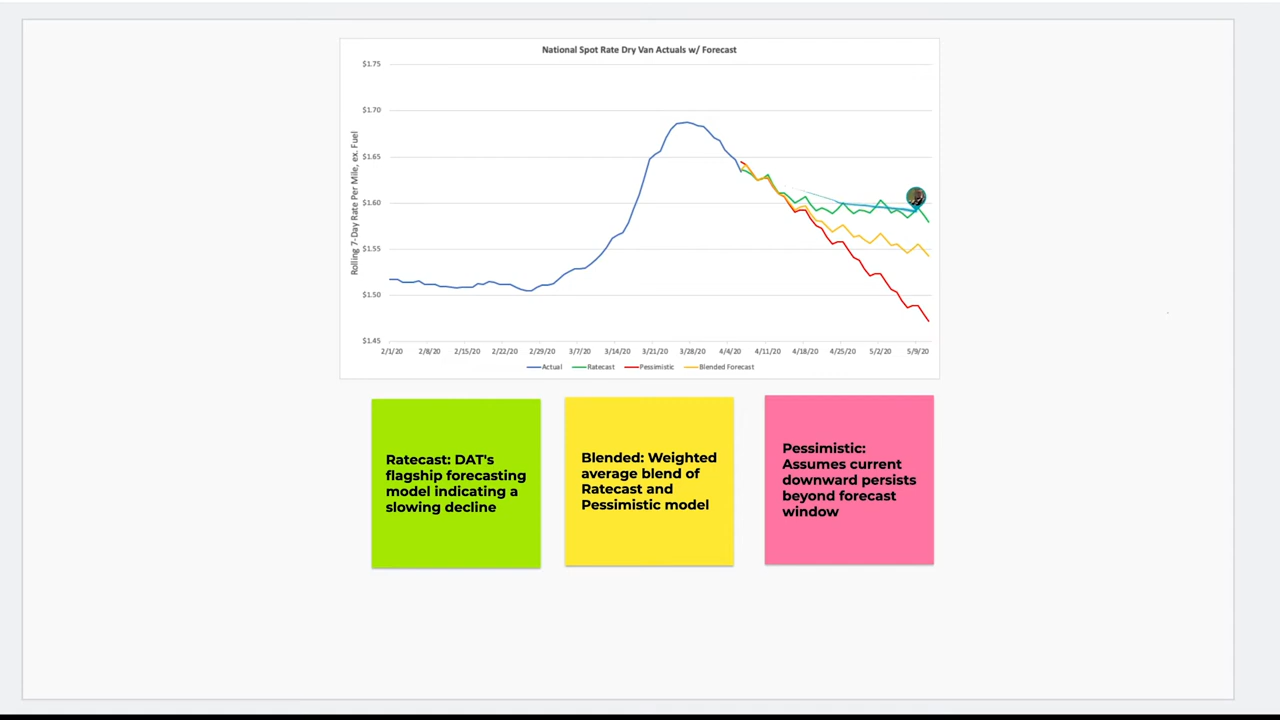 National Spot Rate Dry Van Actuals w/ Forecast
Rolling 7-Day Rate Per Mile, ex. Fuel
$1.75
$1.70
$1.65
$1.60
$1.55
$1.50
$1.45
2/1/20 2/8/20 2/15/20 2/22/20 2/29/20 3/7/20 3/14/20 3/21/20 3/28/20 4/4/20 4/11/20 4/18/20 4/25/20 5/2/20 5/9/20
Actual Ratecast Pessimistic Blended Forecast
Ratecast: DAT's
flagship forecasting
model indicating a
slowing decline
Blended: Weighted
average blend of
Ratecast and
Pessimistic model
Pessimistic:
Assumes current
downward persists
beyond forecast
window